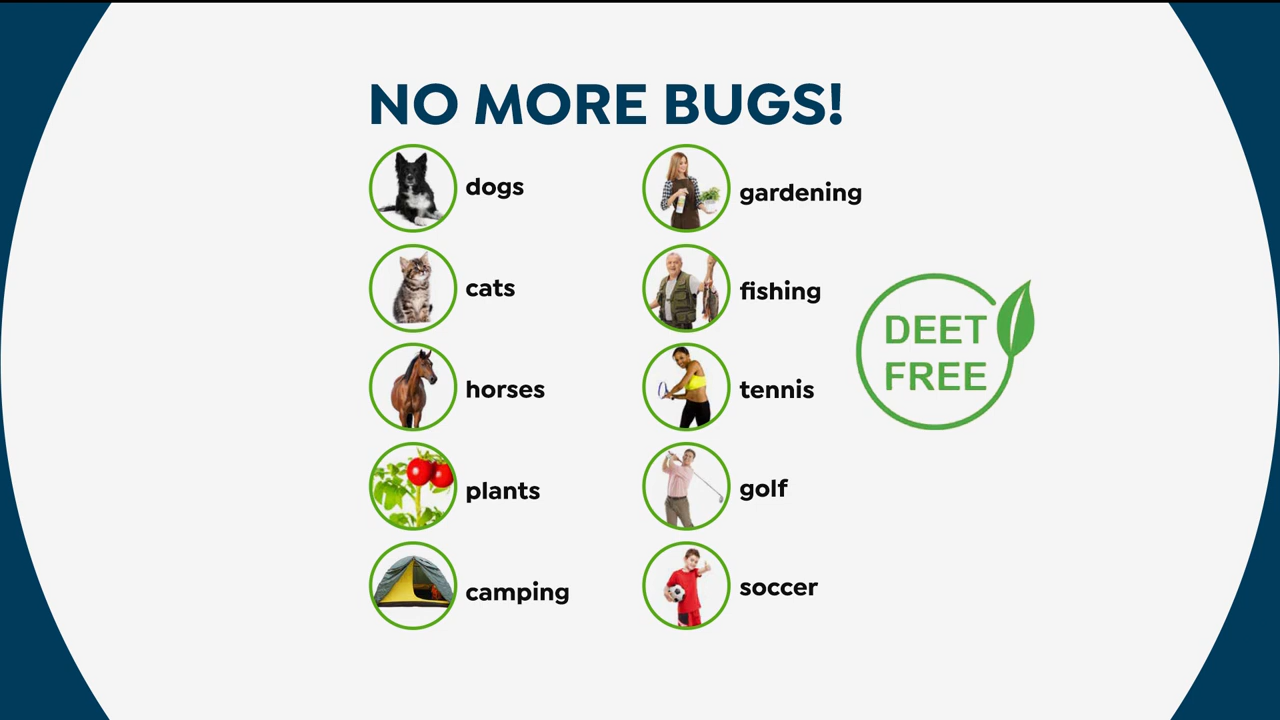 NO MORE BUGS!
dogs
cats
horses
plants
camping
gardening
fishing
tennis
golf
soccer
DEET
FREE